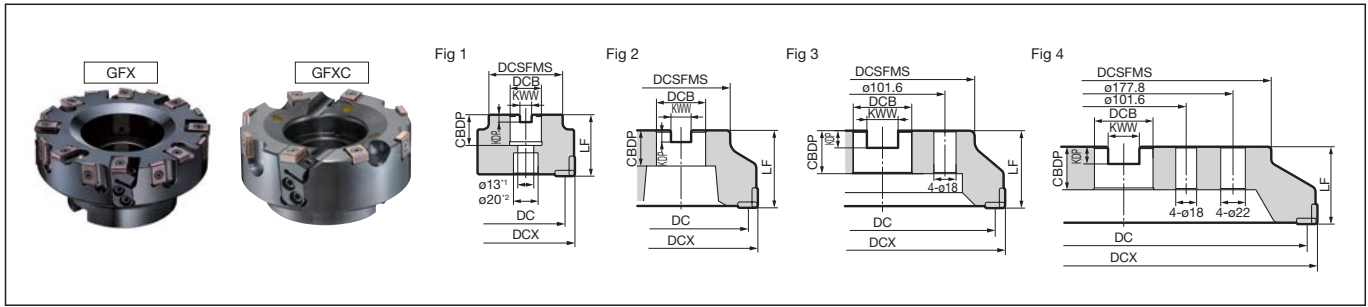 GFX
GFXC
Fig 1
DCSFMS
DCB
KWW
CBDP
KDP
LF
ø13*1
ø20*2
DC
DCX
Fig 2
DCSFMS
DCB
KWW
CBDP
KDP
LF
DC
DCX
Fig 3
DCSFMS
ø101.6
DCB
KWW
CBDP
KDP
LF
4-ø18
DC
DCX
Fig 4
DCSFMS
ø177.8
ø101.6
DCB
KWW
CBDP
KDP
LF
4-ø18
4-ø22
DC
DCX